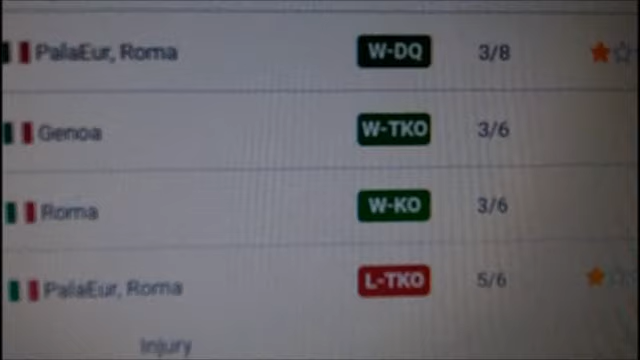 PalaEur, Roma W-DQ 3/8
Genoa W-TKO 3/6
Roma W-KO 3/6
PalaEur, Roma L-TKO 5/6
Injury